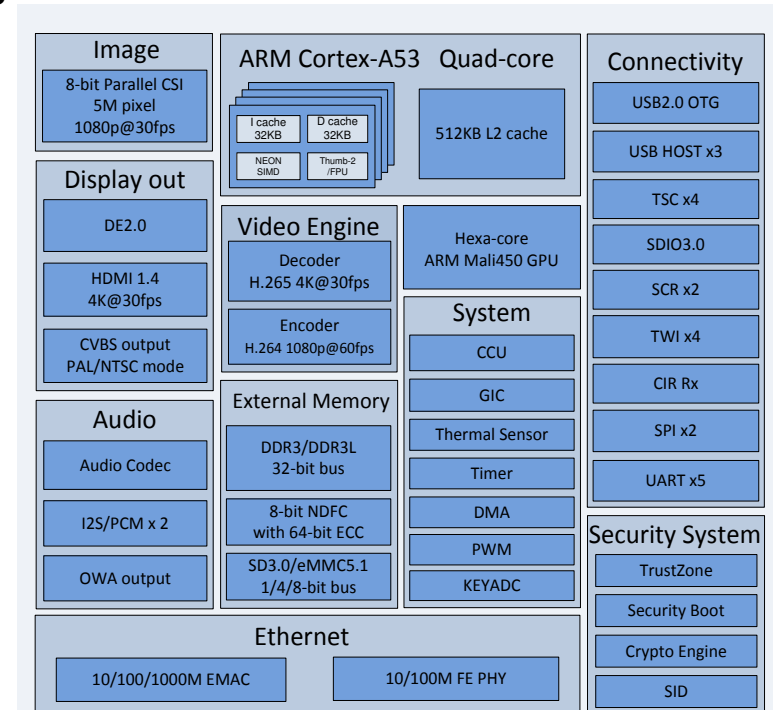 Image
8-bit Parallel CSI
5M pixel
1080p@30fps
ARM Cortex-A53 Quad-core
I cache
32KB
D cache
32KB
NEON
SIMD
Thumb-2
/FPU
512KB L2 cache
Connectivity
USB2.0 OTG
USB HOST x3
TSC x4
SDIO3.0
SCR x2
TWI x4
CIR Rx
SPI x2
UART x5
Display out
DE2.0
HDMI 1.4
4K@30fps
CVBS output
PAL/NTSC mode
Video Engine
Decoder
H.265 4K@30fps
Encoder
H.264 1080p@60fps
Hexa-core
ARM Mali450 GPU
System
CCU
GIC
Thermal Sensor
Timer
DMA
PWM
KEYADC
Audio
Audio Codec
I2S/PCM x 2
OWA output
External Memory
DDR3/DDR3L
32-bit bus
8-bit NDFC
with 64-bit ECC
SD3.0/eMMC5.1
1/4/8-bit bus
Security System
TrustZone
Security Boot
Crypto Engine
SID
Ethernet
10/100/1000M EMAC
10/100M FE PHY